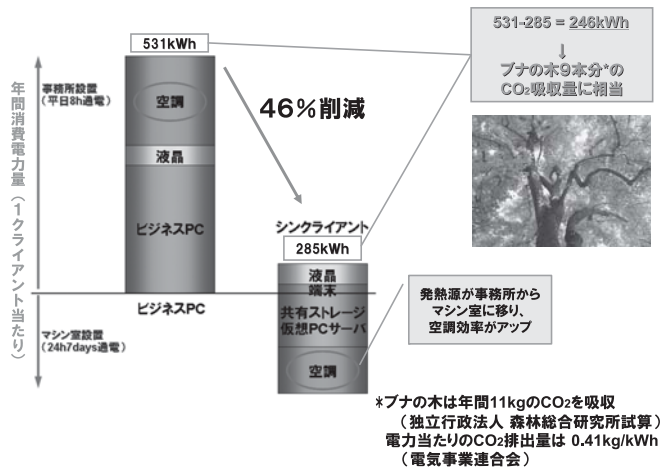 531kWh
531-285 = 246kWh
↓
ブナの木9本分*の
CO₂吸収量に相当
年間消費電力量（1クライアント当たり）
事務所設置
（平日8h通電）
空調
46％削減
液晶
ビジネスPC
シンクライアント
285kWh
液晶
端末
ビジネスPC
共有ストレージ
仮想PCサーバ
発熱源が事務所から
マシン室に移り、
空調効率がアップ
マシン室設置
（24h7days通電）
空調
*ブナの木は年間11kgのCO₂を吸収
（独立行政法人 森林総合研究所試算）
電力当たりのCO₂排出量は 0.41kg/kWh
（電気事業連合会）